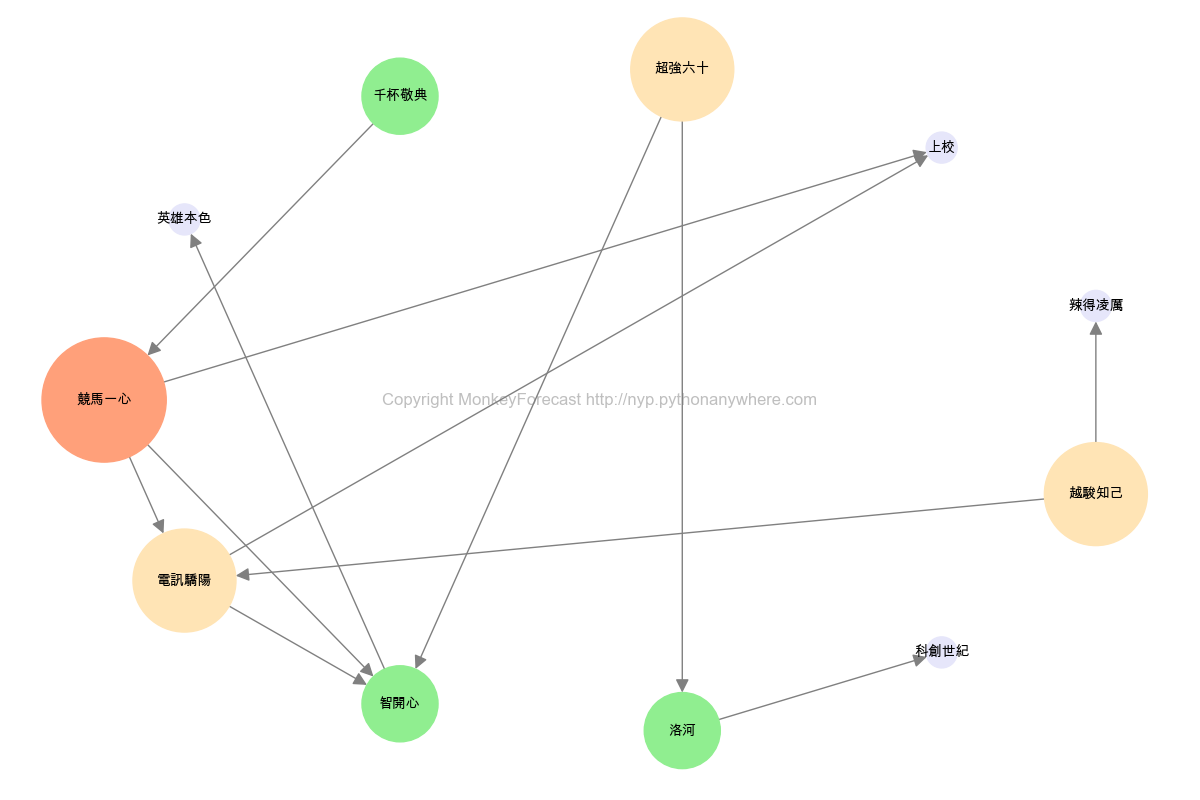 超強六十
千杯敬典
上校
英雄本色
辣得凌厲
競馬一心
Copyright MonkeyForecast http://nyp.pythonanywhere.com
越駿知己
電訊驕陽
科創世紀
智開心
洛河